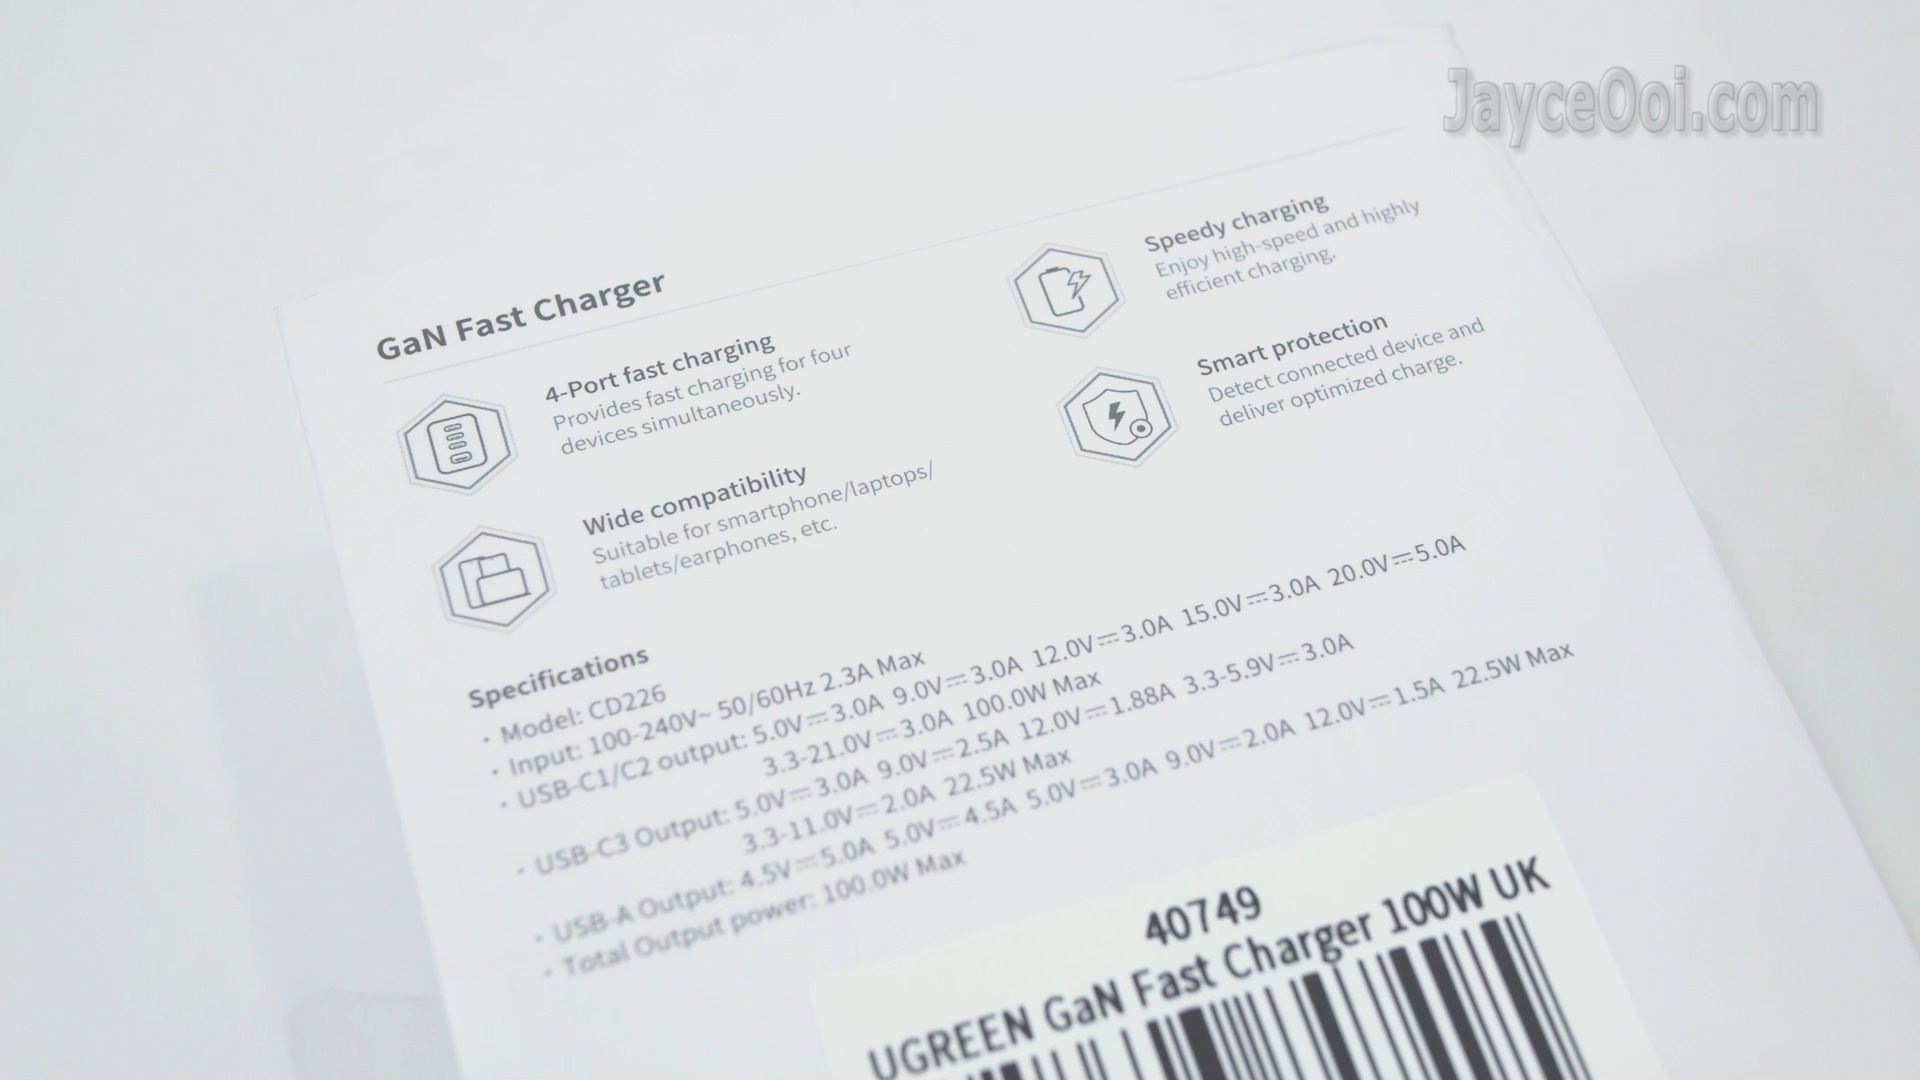 JayceOoi.com
GaN Fast Charger
4-Port fast charging
Provides fast charging for four
devices simultaneously.
Wide compatibility
Suitable for smartphone/laptops/
tablets/earphones, etc.
Speedy charging
Enjoy high-speed and highly
efficient charging.
Smart protection
Detect connected device and
deliver optimized charge.
Specifications
· Model: CD226
· Input: 100-240V~ 50/60Hz 2.3A Max
· USB-C1/C2 output: 5.0V⎓3.0A 9.0V⎓3.0A 12.0V⎓3.0A 15.0V⎓3.0A 20.0V⎓5.0A
3.3-21.0V⎓3.0A 100.0W Max
· USB-C3 Output: 5.0V⎓3.0A 9.0V⎓2.5A 12.0V⎓1.88A 3.3-5.9V⎓3.0A
3.3-11.0V⎓2.0A 22.5W Max
· USB-A Output: 4.5V⎓5.0A 5.0V⎓4.5A 5.0V⎓3.0A 9.0V⎓2.0A 12.0V⎓1.5A 22.5W Max
· Total Output power: 100.0W Max
40749
UGREEN GaN Fast Charger 100W UK